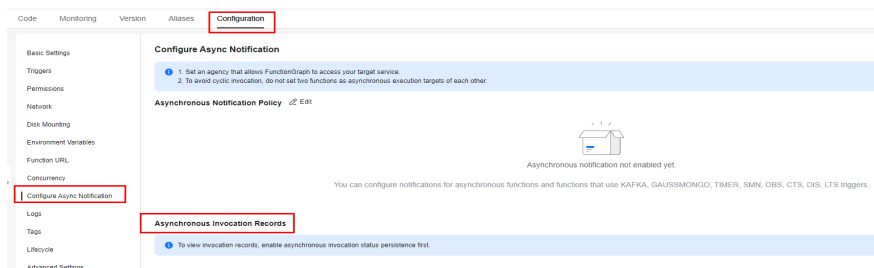 Code Monitoring Version Aliases Configuration
Basic Settings
Triggers
Permissions
Network
Disk Mounting
Environment Variables
Function URL
Concurrency
Configure Async Notification
Logs
Tags
Lifecycle
Advanced Settings
Configure Async Notification
1. Set an agency that allows FunctionGraph to access your target service.
2. To avoid cyclic invocation, do not set two functions as asynchronous execution targets of each other.
Asynchronous Notification Policy Edit
Asynchronous notification not enabled yet.
You can configure notifications for asynchronous functions and functions that use KAFKA, GAUSSMONGO, TIMER, SMN, OBS, CTS, DIS, LTS triggers.
Asynchronous Invocation Records
To view invocation records, enable asynchronous invocation status persistence first.